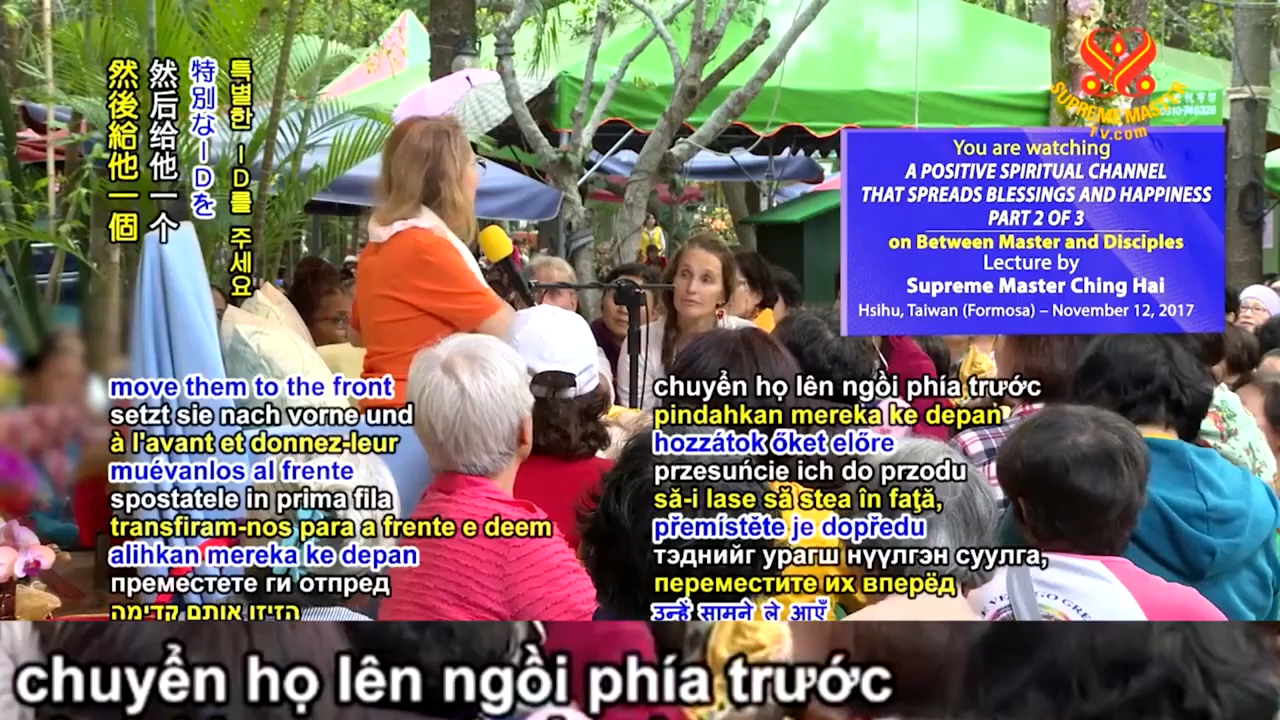 특별한 ID를 주세요
特別なIDを
然后给他一个
然後給他一個
SUPREME MASTER
TV.com
You are watching
A POSITIVE SPIRITUAL CHANNEL
THAT SPREADS BLESSINGS AND HAPPINESS
PART 2 OF 3
on Between Master and Disciples
Lecture by
Supreme Master Ching Hai
Hsihu, Taiwan (Formosa) – November 12, 2017
move them to the front
setzt sie nach vorne und
à l'avant et donnez-leur
muévanlos al frente
spostatele in prima fila
transfiram-nos para a frente e deem
alihkan mereka ke depan
преместете ги отпред
הזיזו אותם קדימה
chuyển họ lên ngồi phía trước
pindahkan mereka ke depan
hozzátok őket előre
przesuńcie ich do przodu
să-i lase să stea în faţă,
přemístěte je dopředu
тэднийг урагш нүүлгэн суулга,
переместите их вперёд
उन्हें सामने ले आएँ
chuyển họ lên ngồi phía trước